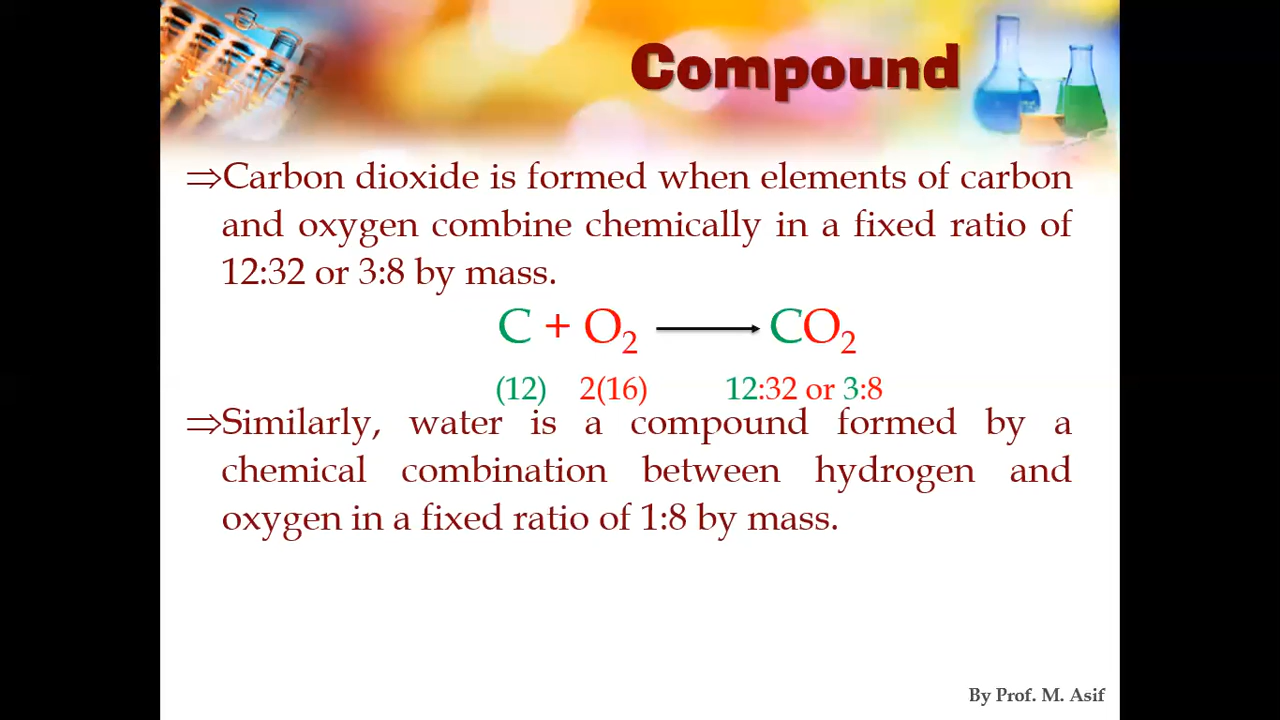 Compound
⇒Carbon dioxide is formed when elements of carbon
and oxygen combine chemically in a fixed ratio of
12:32 or 3:8 by mass.
C + O₂ ⟶ CO₂
(12) 2(16) 12:32 or 3:8
⇒Similarly, water is a compound formed by a
chemical combination between hydrogen and
oxygen in a fixed ratio of 1:8 by mass.
By Prof. M. Asif